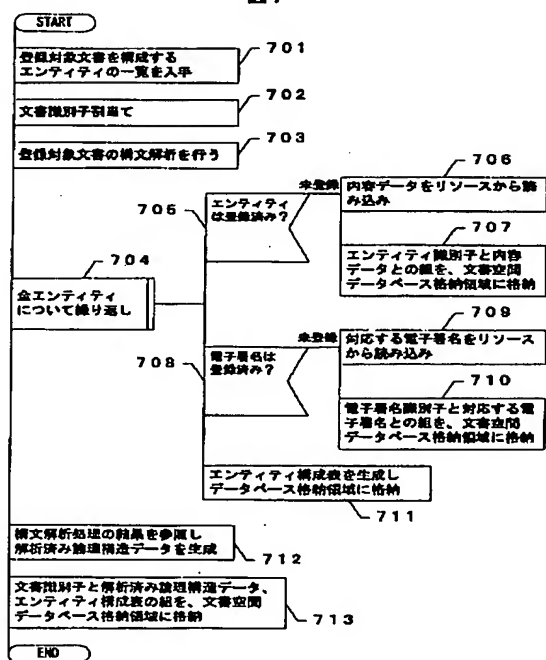 START
登録対象文書を構成する
エンティティの一覧を入手
701
文書識別子割当て
702
登録対象文書の構文解析を行う
703
全エンティティ
について繰り返し
704
エンティティ
は登録済み?
705
未登録
内容データをリソースから読
み込み
706
エンティティ識別子と内容
データとの組を、文書空間
データベース格納領域に格納
707
電子署名は
登録済み?
708
未登録
対応する電子署名をリソース
から読み込み
709
電子署名識別子と対応する電
子署名との組を、文書空間
データベース格納領域に格納
710
エンティティ構成表を生成し
データベース格納領域に格納
711
構文解析処理の結果を参照し
解析済み論理構造データを生成
712
文書識別子と解析済み論理構造データ、
エンティティ構成表の組を、文書空間
データベース格納領域に格納
713
END